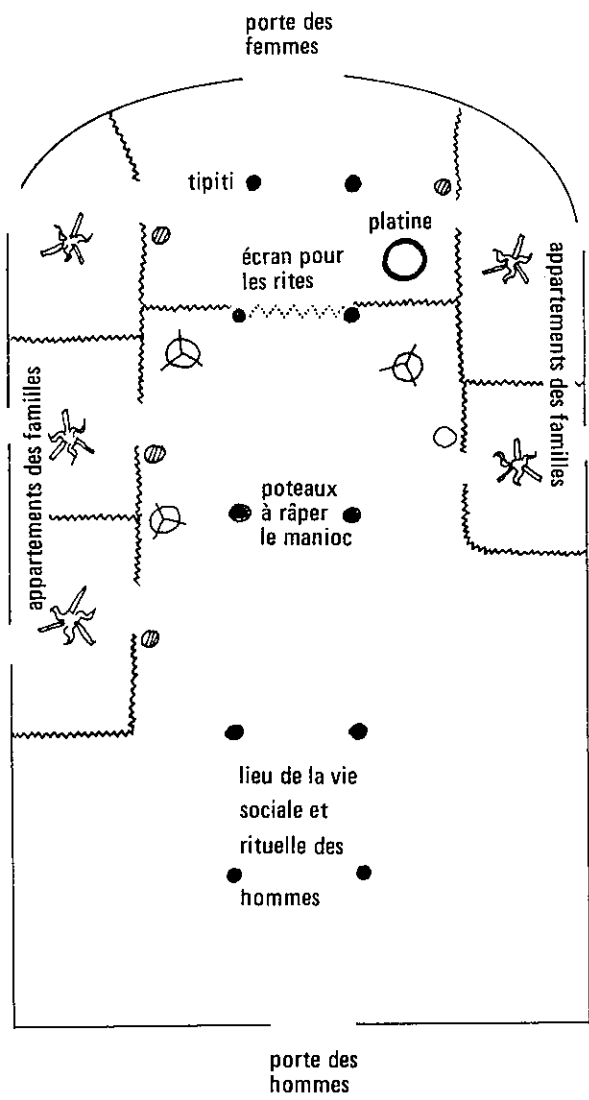 porte des
femmes
tipiti
platine
écran pour
les rites
appartements des familles
appartements des familles
poteaux
à râper
le manioc
lieu de la vie
sociale et
rituelle des
hommes
porte des
hommes